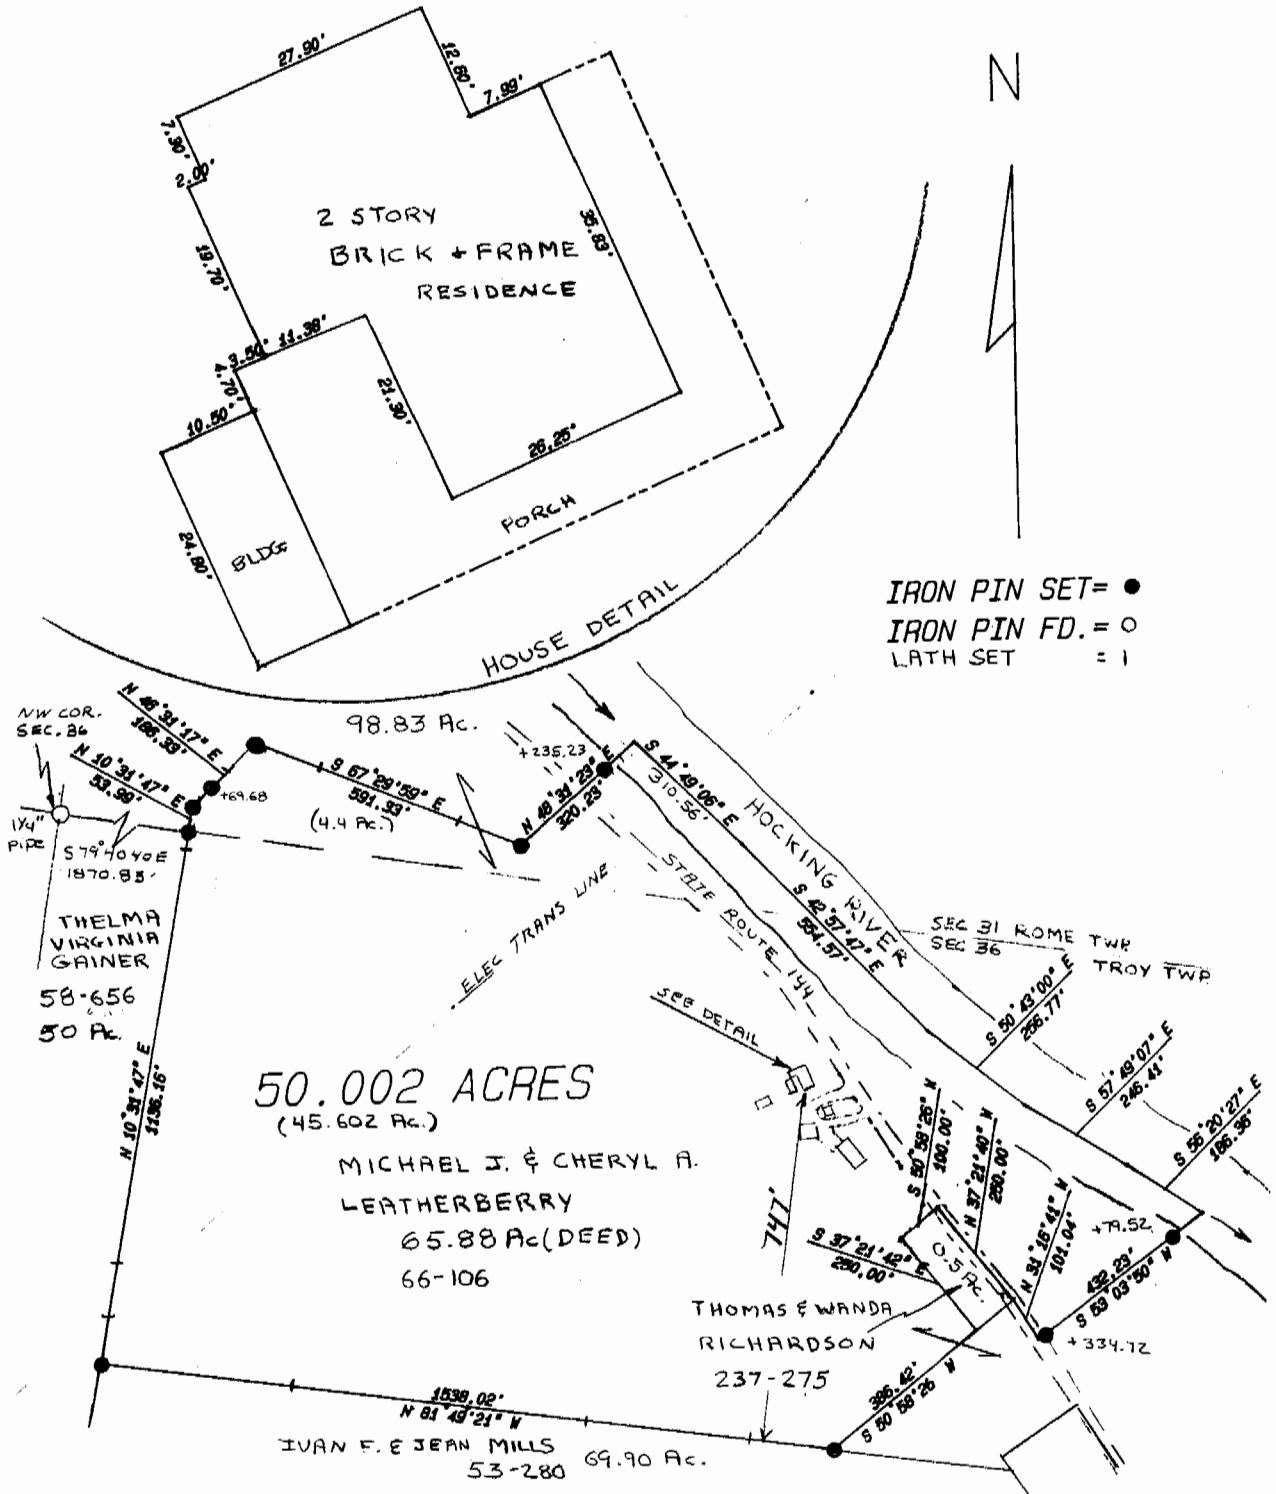 27.90'
12.60'
7.99'
7.90'
2.00'
19.70'
35.83'
2 STORY
BRICK + FRAME
RESIDENCE
3.50' 11.38'
4.70'
21.30'
10.50'
26.25'
24.80'
BLDG
PORCH
HOUSE DETAIL
N
IRON PIN SET= ●
IRON PIN FD. = ○
LATH SET = |
NW COR.
SEC. 36
1¼"
PIPE
S 79°40'40 E
1870.85'
N 46°31'17" E
186.33'
N 10°31'47" E
53.99'
+69.68
98.83 Ac.
S 67°29'59" E
591.33'
(4.4 Ac.)
+235.23
N 48°31'23" E
320.23'
S 44°49'06" E
310.56'
HOCKING RIVER
STATE ROUTE 144
S 42°57'47" E
554.57'
ELEC TRANS LINE
SEC 31 ROME TWP.
SEC 36
TROY TWP
S 50°43'00" E
256.77'
S 57°49'07" E
246.41'
S 56°20'27" E
186.36'
THELMA
VIRGINIA
GAINER
58-656
50 Ac.
N 10°31'47" E
1136.16'
SEE DETAIL
50.002 ACRES
(45.602 Ac.)
MICHAEL J. & CHERYL A.
LEATHERBERRY
65.88 Ac (DEED)
66-106
747'
S 50°58'26" W
100.00'
N 37°21'40" W
250.00'
S 37°21'42" E
250.00'
0.5 Ac.
N 31°16'41" W
101.04'
+79.52
432.23'
S 53°03'50" W
+334.72
THOMAS & WANDA
RICHARDSON
237-275
386.42'
S 50°58'26 W
1538.02'
N 81°49'21" W
IVAN F. & JEAN MILLS
53-280 69.90 Ac.